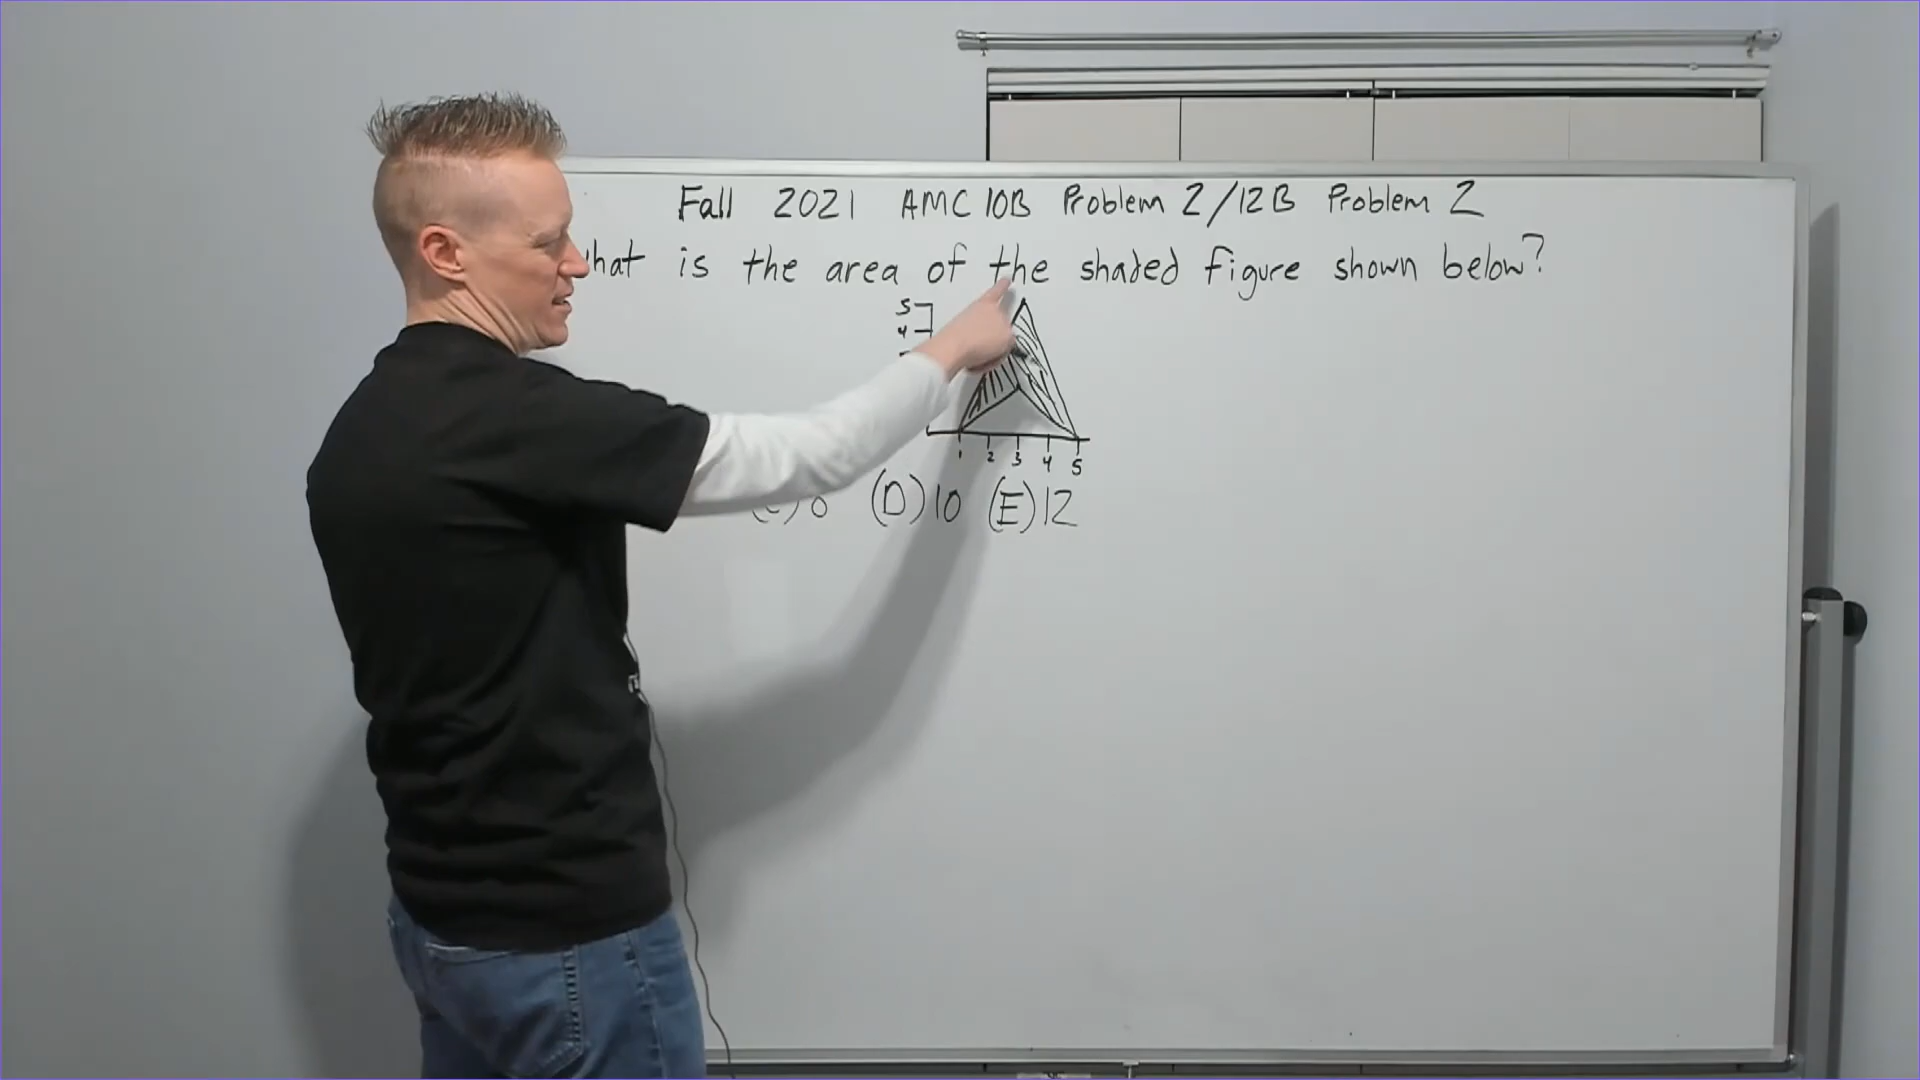 Fall 2021 AMC 10B Problem 2/12B Problem 2
is the area of the shaded figure shown below?
5
4
1 2 3 4 5
(D) 10 (E) 12